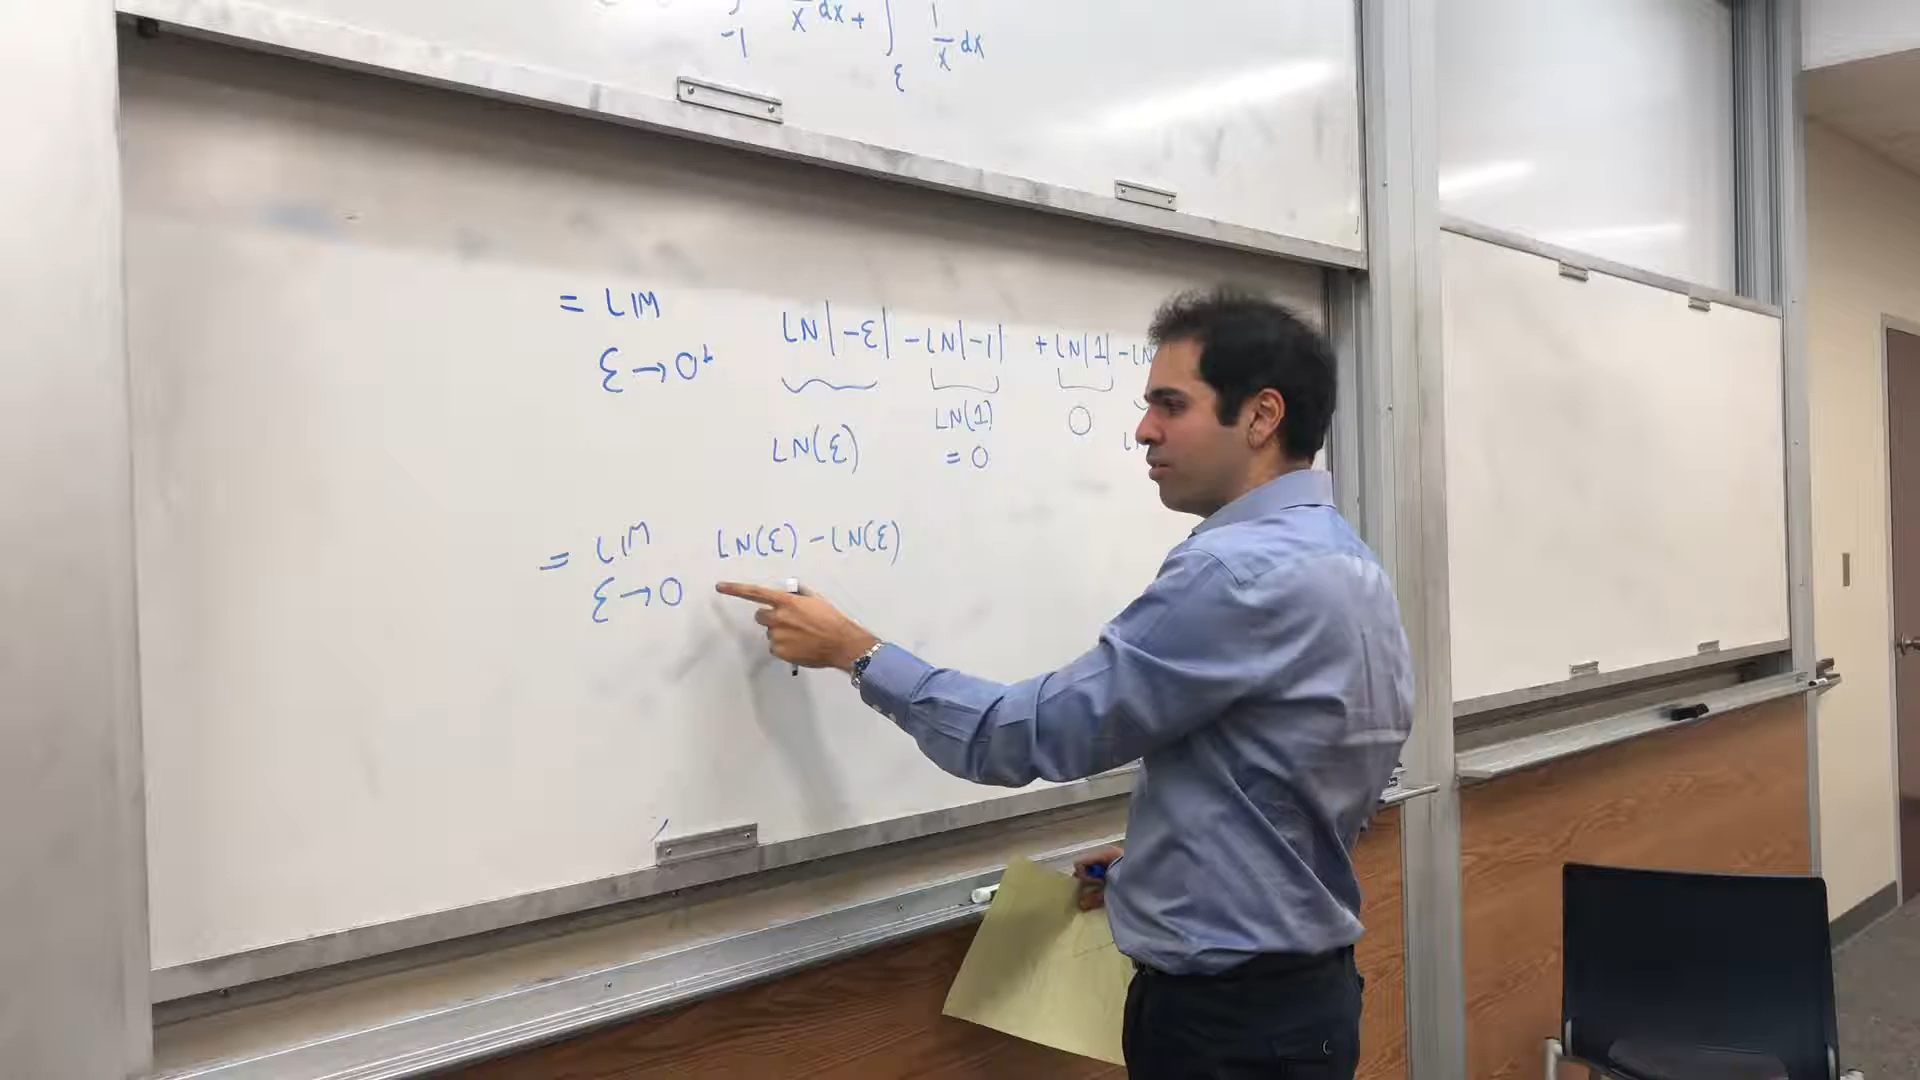 ∫ -1 x dx + ∫ ε 1/x dx
= LIM ε→0⁺ LN|-ε| - LN|-1| + LN|1| - LN
LN(ε) LN(1) = 0 0
= LIM ε→0 LN(ε) - LN(ε)